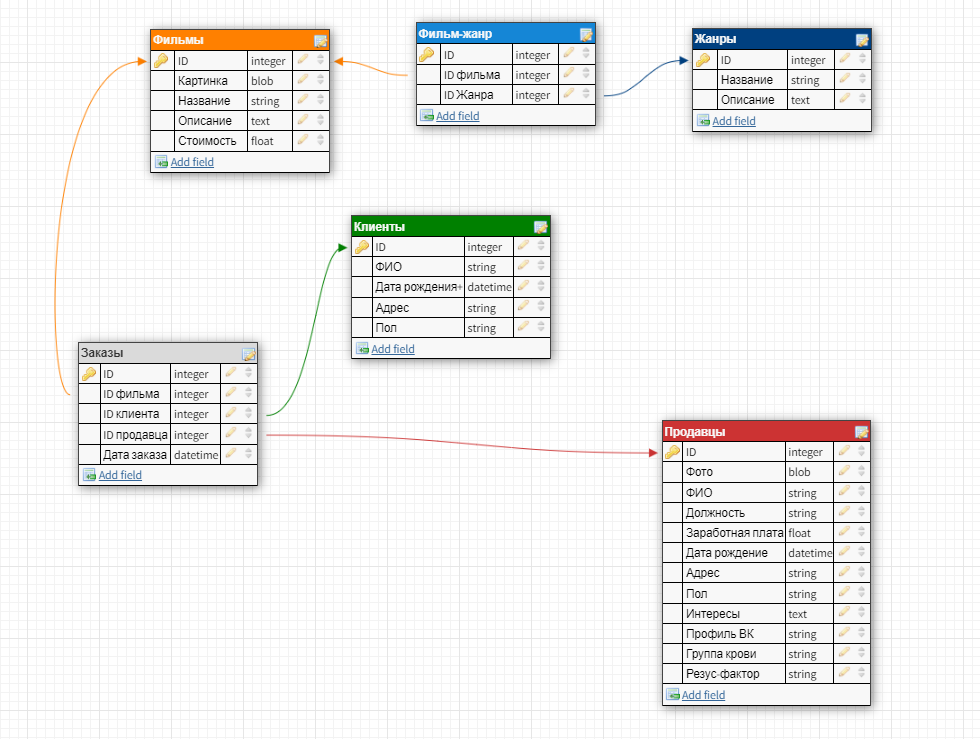 Фильмы
ID integer
Картинка blob
Название string
Описание text
Стоимость float
Add field
Фильм-жанр
ID integer
ID фильма integer
ID Жанра integer
Add field
Жанры
ID integer
Название string
Описание text
Add field
Клиенты
ID integer
ФИО string
Дата рождения+ datetime
Адрес string
Пол string
Add field
Заказы
ID integer
ID фильма integer
ID клиента integer
ID продавца integer
Дата заказа datetime
Add field
Продавцы
ID integer
Фото blob
ФИО string
Должность string
Заработная плата float
Дата рождение datetime
Адрес string
Пол string
Интересы text
Профиль ВК string
Группа крови string
Резус-фактор string
Add field